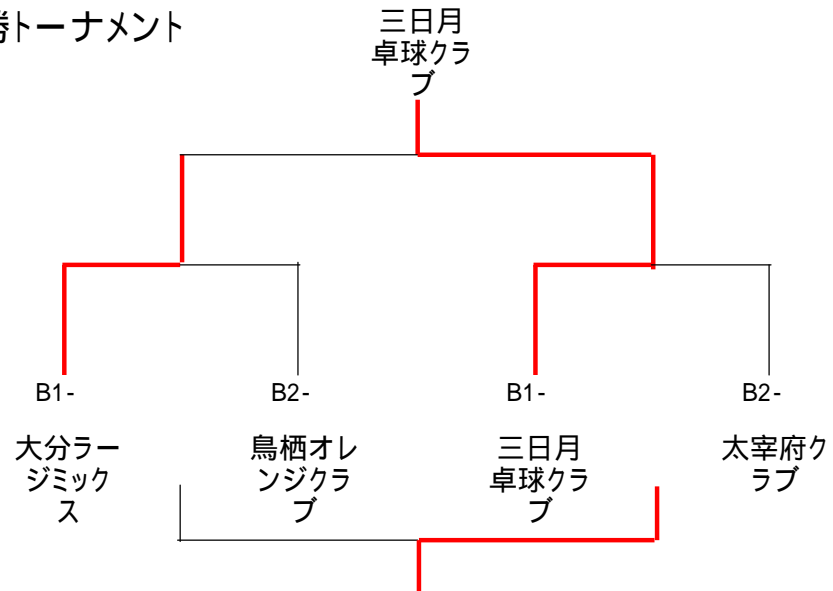 勝トーナメント
三日月
卓球クラ
ブ
B1-
B2-
B1-
B2-
大分ラー
ジミック
ス
鳥栖オレ
ンジクラ
ブ
三日月
卓球クラ
ブ
太宰府ク
ラブ